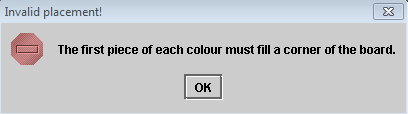 Invalid placement!
The first piece of each colour must fill a corner of the board.
OK